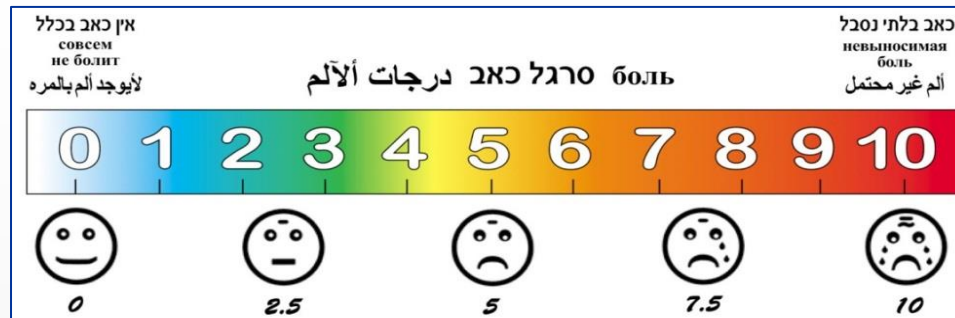 אין כאב בכלל
совсем
не болит
لأيوجد ألم بالمره
боль סרגל כאב درجات ألآلم
כאב בלתי נסבל
невыносимая
боль
ألم غير محتمل
0 1 2 3 4 5 6 7 8 9 10
0 2.5 5 7.5 10